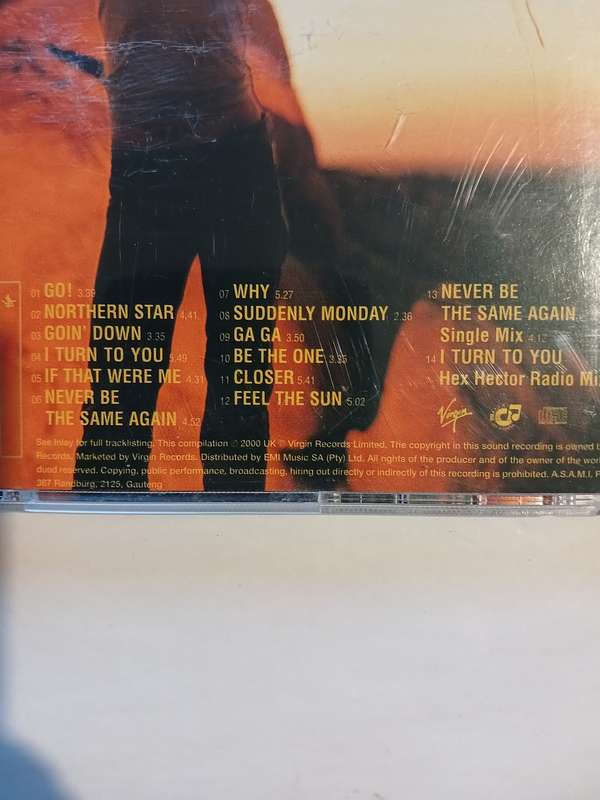 01 GO! 3.39
02 NORTHERN STAR 4.41
03 GOIN' DOWN 3.35
04 I TURN TO YOU 5.49
05 IF THAT WERE ME 4.31
06 NEVER BE
THE SAME AGAIN 4.52
07 WHY 5.27
08 SUDDENLY MONDAY 2.36
09 GA GA 3.50
10 BE THE ONE 3.35
11 CLOSER 5.41
12 FEEL THE SUN 5.02
13 NEVER BE
THE SAME AGAIN
Single Mix 4.12
14 I TURN TO YOU
Hex Hector Radio Mi
Virgin
See Inlay for full tracklisting. This compilation ℗ 2000 UK © Virgin Records Limited. The copyright in this sound recording is owned b
Records. Marketed by Virgin Records. Distributed by EMI Music SA (Pty) Ltd. All rights of the producer and of the owner of the work
dued reserved. Copying, public performance, broadcasting, hiring out directly or indirectly of this recording is prohibited. A.S.A.M.I, P
367 Randburg, 2125, Gauteng